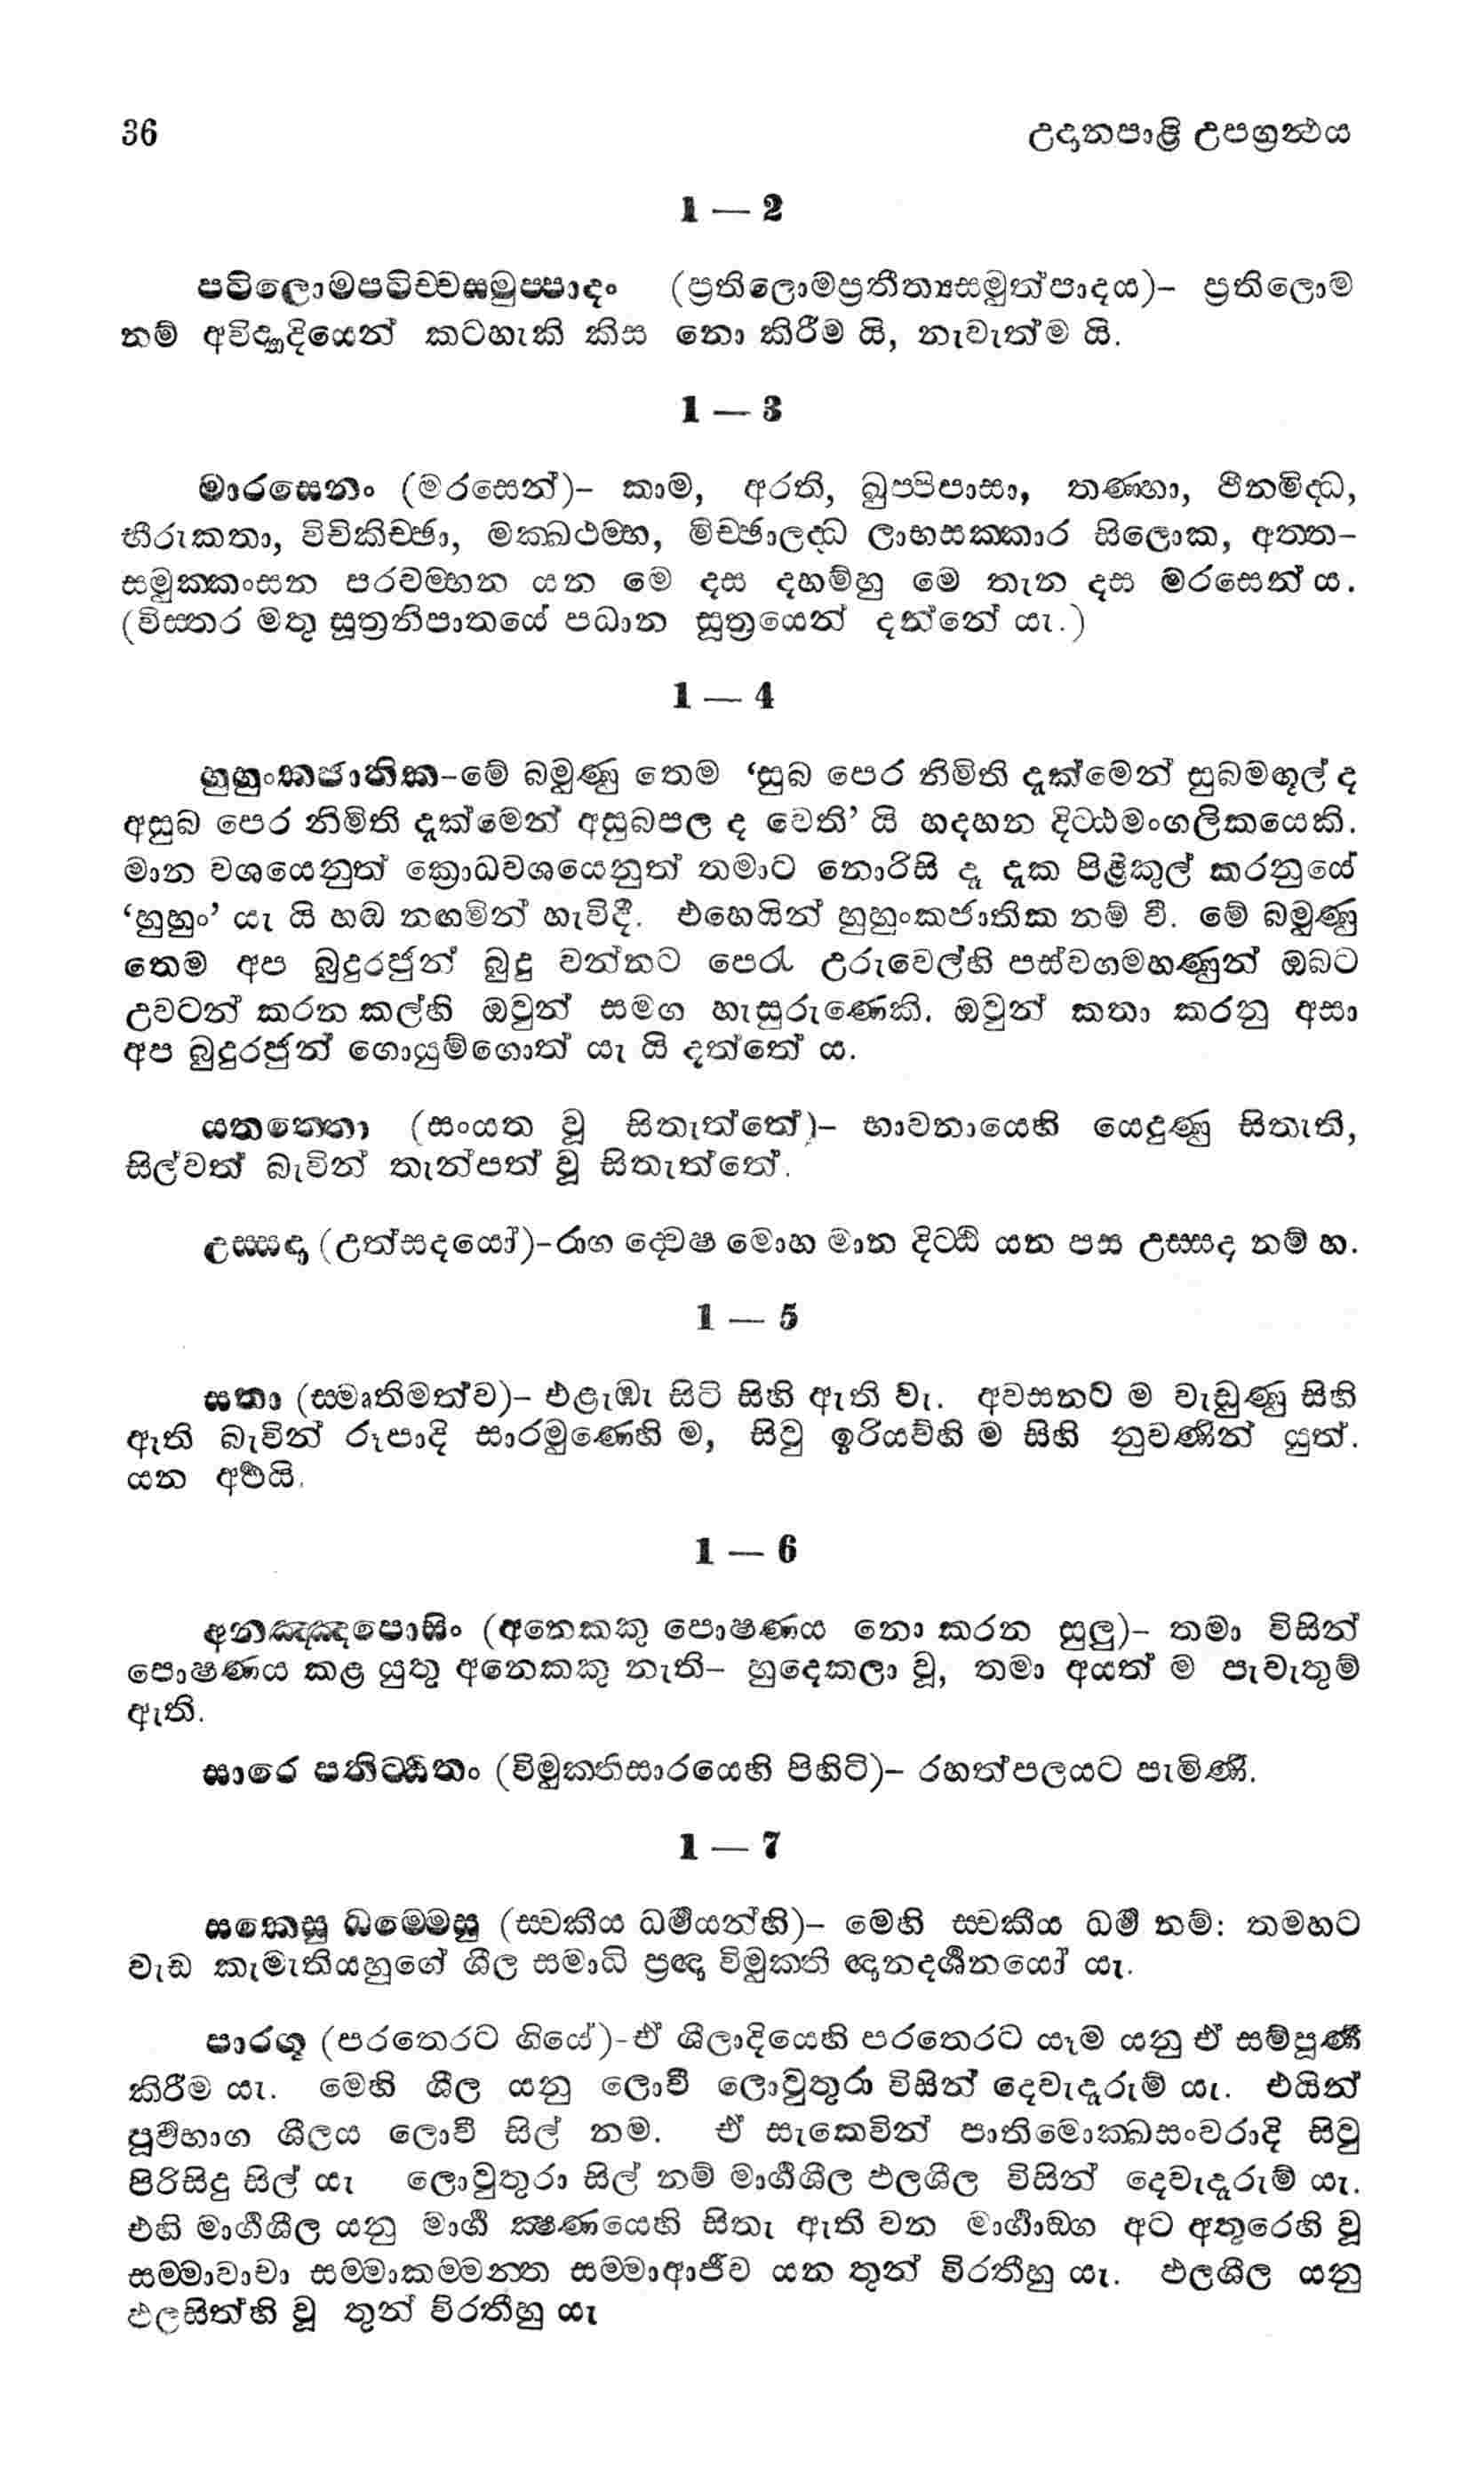 36 උදානපාළි උපග්‍රන්‍ථය
1 — 2
පටිලොමපටිච්චසමුප්පාදං (ප්‍රතිලොමප්‍රතීත්‍යසමුත්පාදය)– ප්‍රතිලොම
නම් අවිද්‍යාදියෙන් කටහැකි කිස නො කිරීම යි, නැවැත්ම යි.
1 — 3
මාරසෙනං (මරසෙන්)– කාම, අරති, ඛුප්පිපාසා, තණ්හා, ථීනමිද්ධ,
භීරුකතා, විචිකිච්ඡා, මක්ඛථම්භ, මිච්ඡාලද්ධ ලාභසක්කාර සිලොක, අත්ත–
සමුක්කංසන පරවම්භන යන මේ දස දහම්හු මෙ තැන දස මරසෙන් ය.
(විස්තර මතු සූත්‍රනිපාතයේ පධාන සූත්‍රයෙන් දන්නේ යැ.)
1 — 4
හුහුංකජාතික–මේ බමුණු තෙම ‘සුබ පෙර නිමිති දැක්මෙන් සුබමඟුල් ද
අසුබ පෙර නිමිති දැක්මෙන් අසුබපල ද වෙති’ යි හදහන දිට්ඨමංගලිකයෙකි.
මාන වශයෙනුත් ක්‍රොධවශයෙනුත් තමාට නොරිසි දෑ දැක පිළිකුල් කරනුයේ
‘හුහුං’ යැ යි හඬ නඟමින් හැවිදී. එහෙයින් හුහුංකජාතික නම් වී. මේ බමුණු
තෙම අප බුදුරජුන් බුදු වන්නට පෙරැ උරුවෙල්හි පස්වගමහණුන් ඔබට
උවටන් කරන කල්හි ඔවුන් සමග හැසුරුණෙකි. ඔවුන් කතා කරනු අසා
අප බුදුරජුන් ගොයුම්ගොත් යැ යි දත්තේ ය.
යතත්තො (සංයත වූ සිතැත්තේ)– භාවනායෙහි යෙදුණු සිතැති,
සිල්වත් බැවින් තැන්පත් වූ සිතැත්තේ.
උස්සදා (උත්සදයෝ)–රාග ද්වෙෂ මොහ මාන දිට්ඨි යන පස උස්සද නම් හ.
1 — 5
සතා (ස්මෘතිමත්ව)– එළැඹැ සිටි සිහි ඇති වැ. අවසනට ම වැඩුණු සිහි
ඇති බැවින් රූපාදි සාරමුණෙහි ම, සිවු ඉරියව්හි ම සිහි නුවණින් යුත්.
යන අර්‍ථයි.
1 — 6
අනඤ්ඤපොසිං (අනෙකකු පොෂණය නො කරන සුලු)– තමා විසින්
පොෂණය කළ යුතු අනෙකකු නැති– හුදෙකලා වූ, තමා අයත් ම පැවැතුම්
ඇති.
සාරෙ පතිට්ඨිතං (විමුක්තිසාරයෙහි පිහිටි)– රහත්පලයට පැමිණි.
1 — 7
සකෙසු ධම්මෙසු (ස්වකීය ධර්‍මයන්හි)– මෙහි ස්වකීය ධර්‍ම නම්: තමහට
වැඩ කැමැතියහුගේ ශීල සමාධි ප්‍රඥා විමුක්ති ඥානදර්‍ශනයෝ යැ.
පාරගූ (පරතෙරට ගියේ)–ඒ ශීලාදියෙහි පරතෙරට යෑම යනු ඒ සම්පූර්‍ණ
කිරීම යැ. මෙහි ශීල යනු ලොවී ලොවුතුරා විසින් දෙවැදෑරුම් යැ. එයින්
පූර්‍වභාග ශීලය ලොවී සිල් නම. ඒ සැකෙවින් පාතිමොක්ඛසංවරාදි සිවු
පිරිසිදු සිල් යැ ලොවුතුරා සිල් නම් මාර්‍ගශීල ඵලශීල විසින් දෙවැදෑරුම් යැ.
එහි මාර්‍ගශීල යනු මාර්‍ග ක්‍ෂණයෙහි සිතැ ඇති වන මාර්‍ගාඞ්ග අට අතුරෙහි වූ
සම්මාවාචා සම්මාකම්මන්ත සම්මාආජීව යන තුන් විරතීහු යැ. ඵලශීල යනු
ඵලසිත්හි වූ තුන් විරතීහු යැ